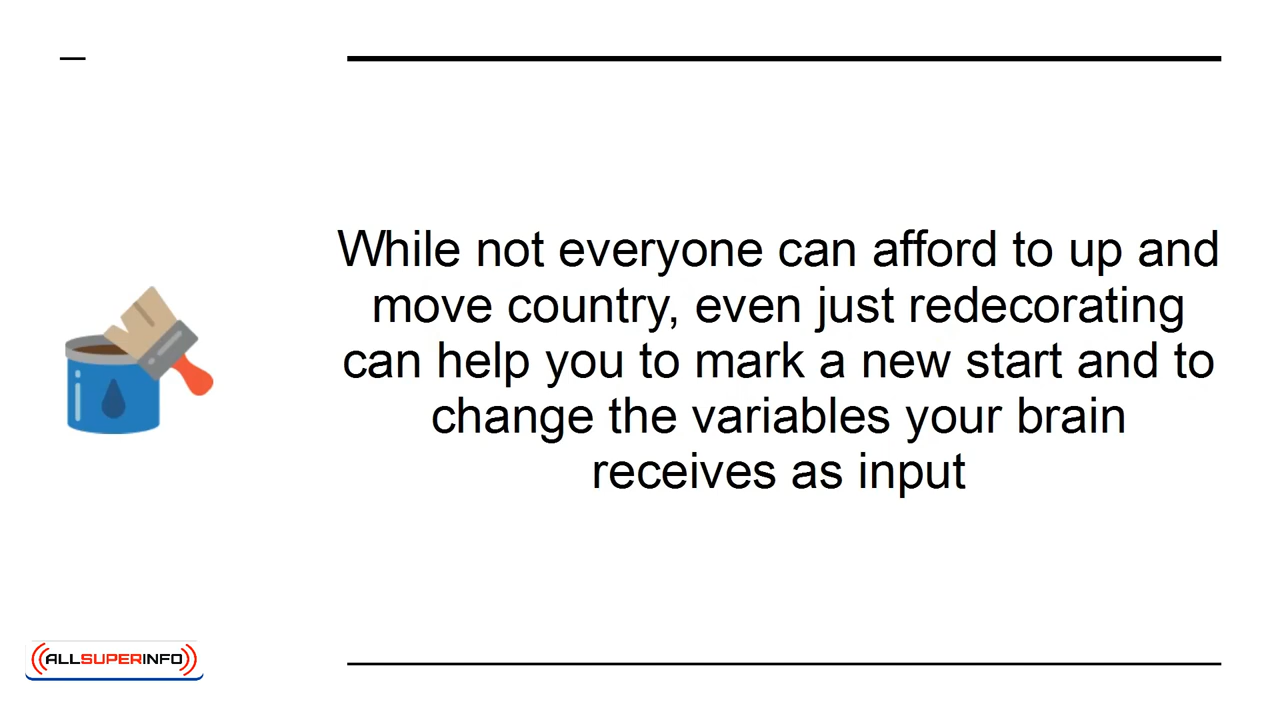 While not everyone can afford to up and
move country, even just redecorating
can help you to mark a new start and to
change the variables your brain
receives as input
ALLSUPERINFO